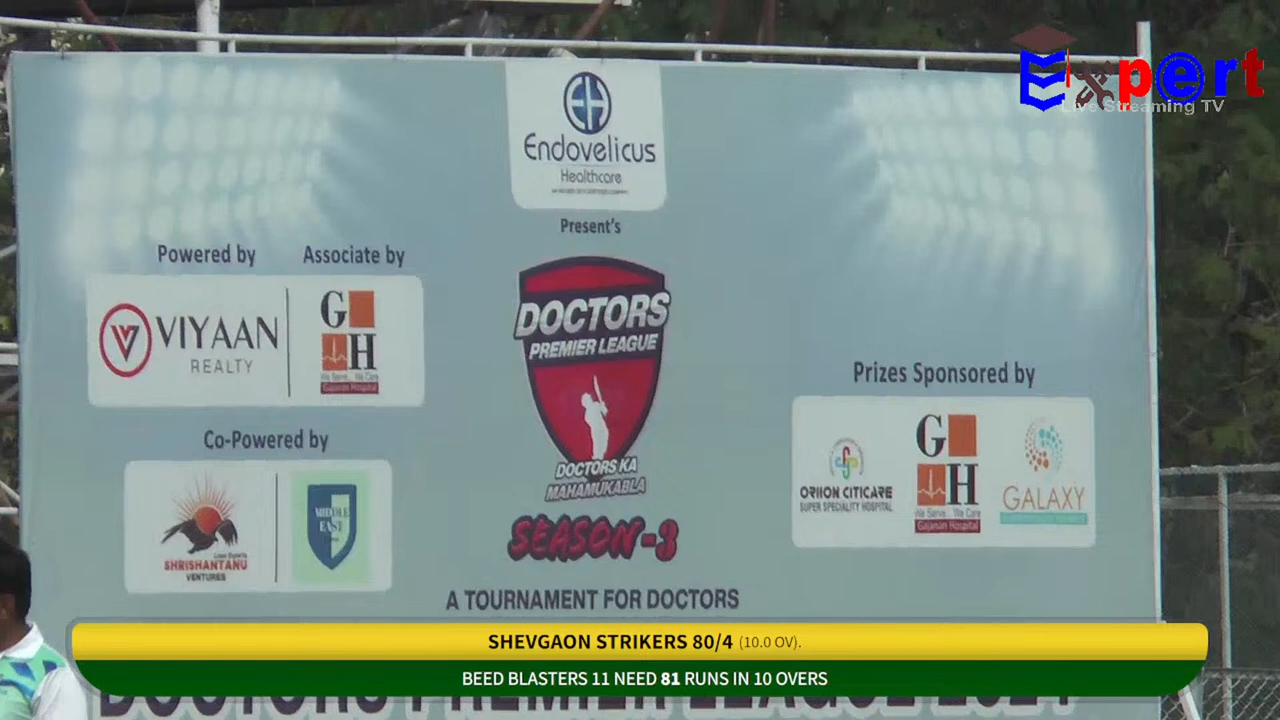 Expert
Live Streaming TV
Endovelicus
Healthcare
Present's
Powered by
Associate by
VIYAAN
REALTY
G
H
We Serve... We Care
Gajanan Hospital
DOCTORS
PREMIER LEAGUE
DOCTORS KA
MAHAMUKABLA
SEASON-3
Co-Powered by
SHRISHANTANU
VENTURES
MIDDLE
EAST
Prizes Sponsored by
ORIION CITICARE
SUPER SPECIALITY HOSPITAL
G
H
We Serve... We Care
Gajanan Hospital
GALAXY
A TOURNAMENT FOR DOCTORS
SHEVGAON STRIKERS 80/4 (10.0 OV).
BEED BLASTERS 11 NEED 81 RUNS IN 10 OVERS